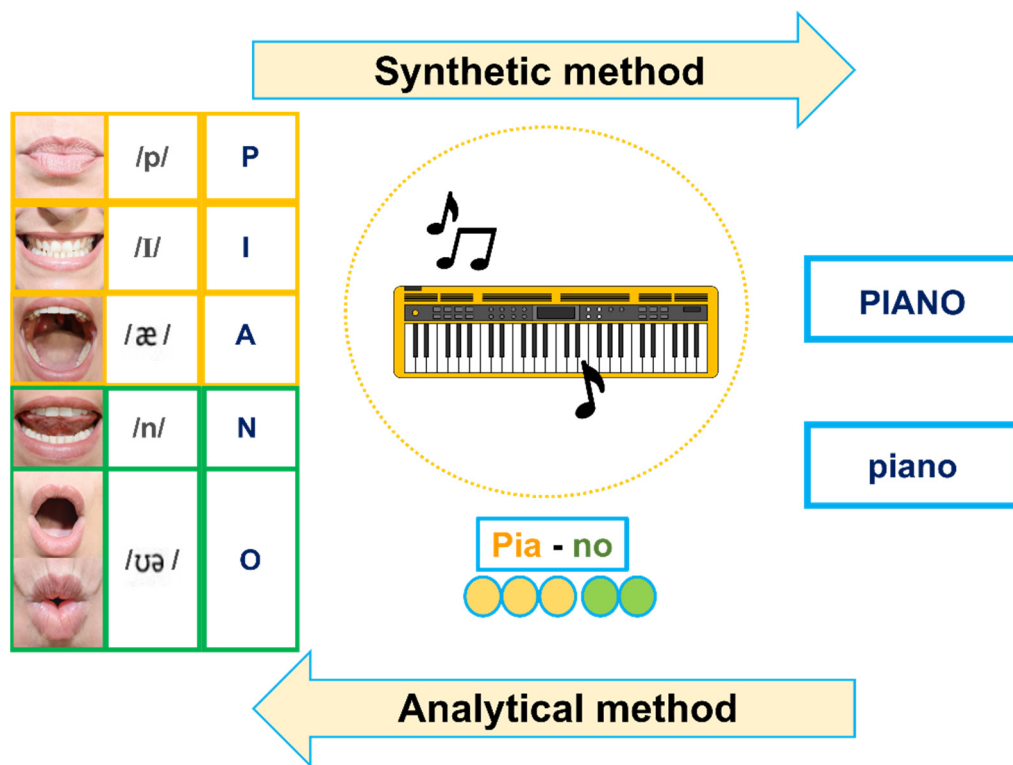 Synthetic method
/p/ P
/ɪ/ I
/æ/ A
/n/ N
/ʊə/ O
PIANO
piano
Pia - no
Analytical method